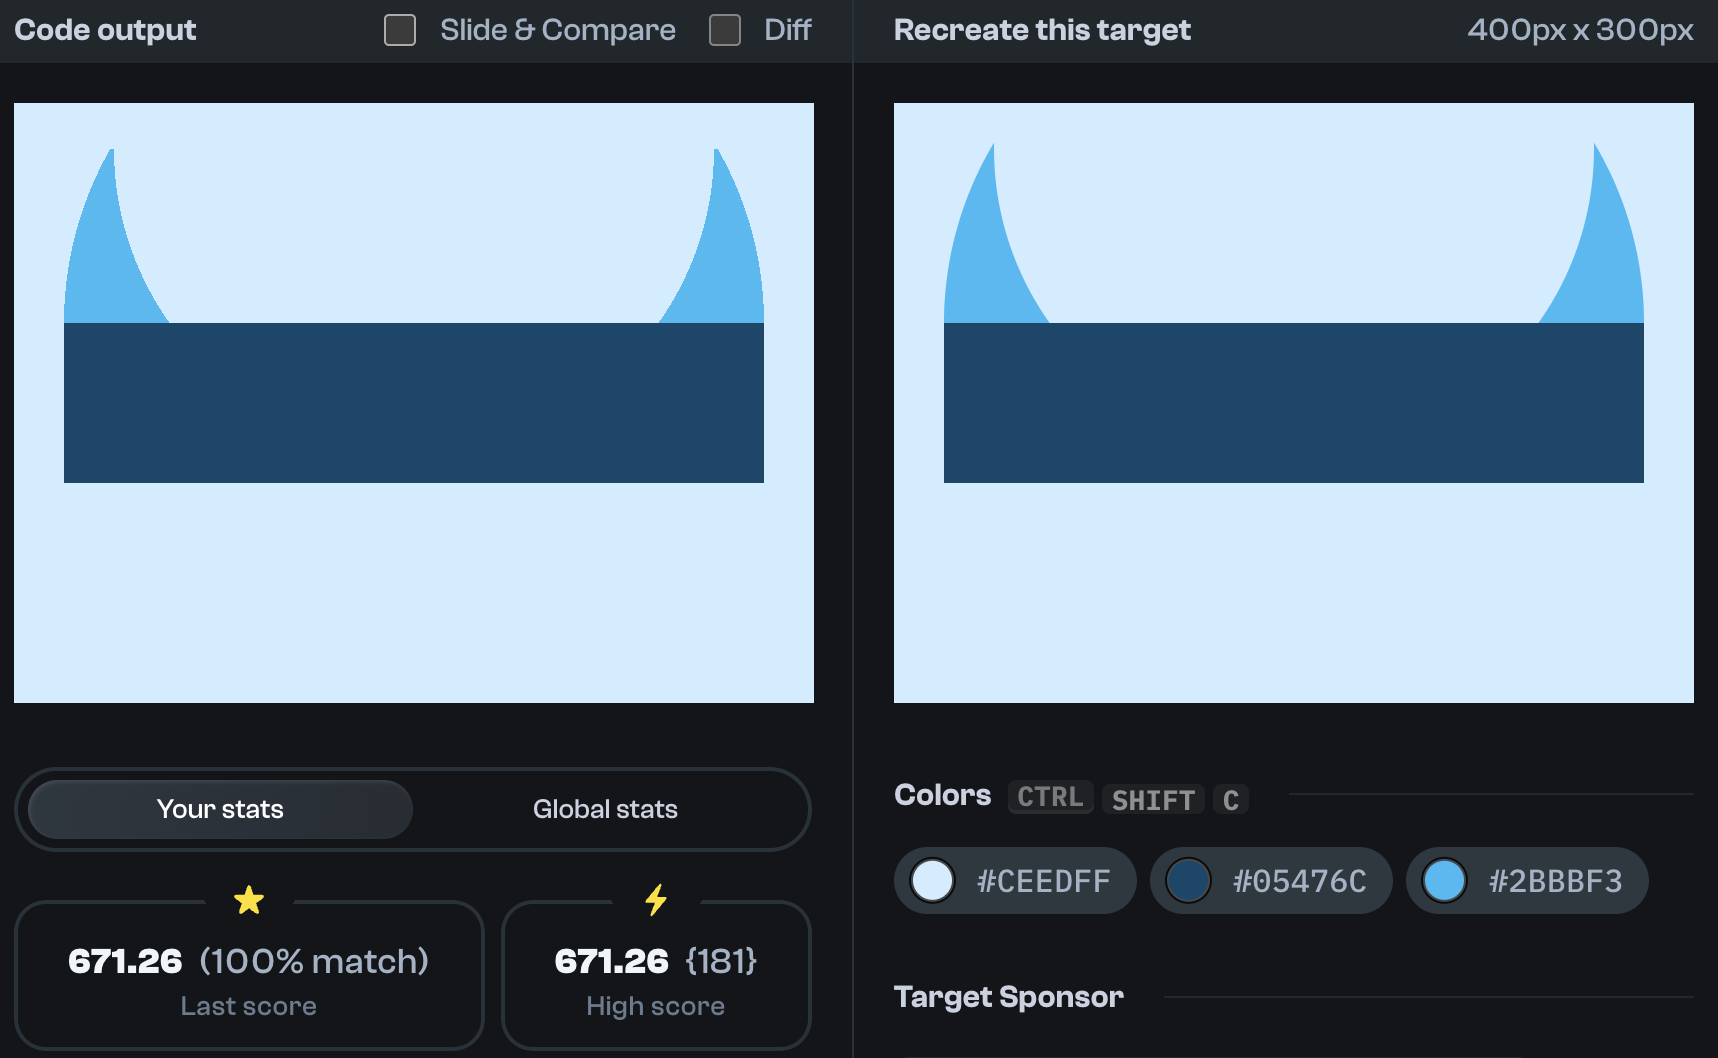 Code output
Slide & Compare
Diff
Recreate this target
400px x 300px
Your stats
Global stats
671.26 (100% match)
Last score
671.26 {181}
High score
Colors CTRL SHIFT C
#CEEDFF
#05476C
#2BBBF3
Target Sponsor